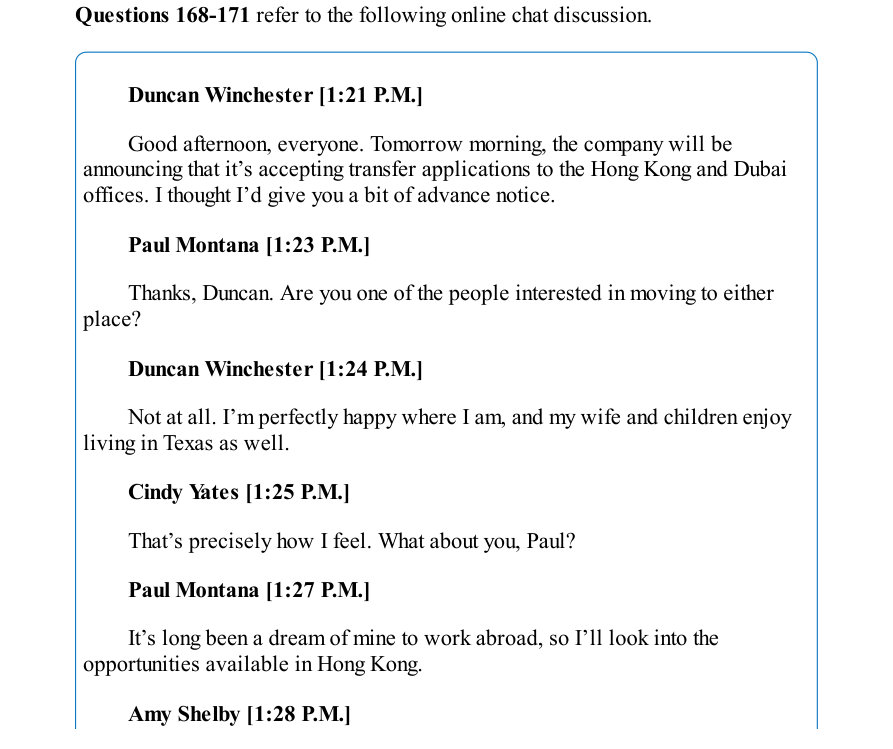 Questions 168-171 refer to the following online chat discussion.
Duncan Winchester [1:21 P.M.]
Good afternoon, everyone. Tomorrow morning, the company will be
announcing that it’s accepting transfer applications to the Hong Kong and Dubai
offices. I thought I’d give you a bit of advance notice.
Paul Montana [1:23 P.M.]
Thanks, Duncan. Are you one of the people interested in moving to either
place?
Duncan Winchester [1:24 P.M.]
Not at all. I’m perfectly happy where I am, and my wife and children enjoy
living in Texas as well.
Cindy Yates [1:25 P.M.]
That’s precisely how I feel. What about you, Paul?
Paul Montana [1:27 P.M.]
It’s long been a dream of mine to work abroad, so I’ll look into the
opportunities available in Hong Kong.
Amy Shelby [1:28 P.M.]